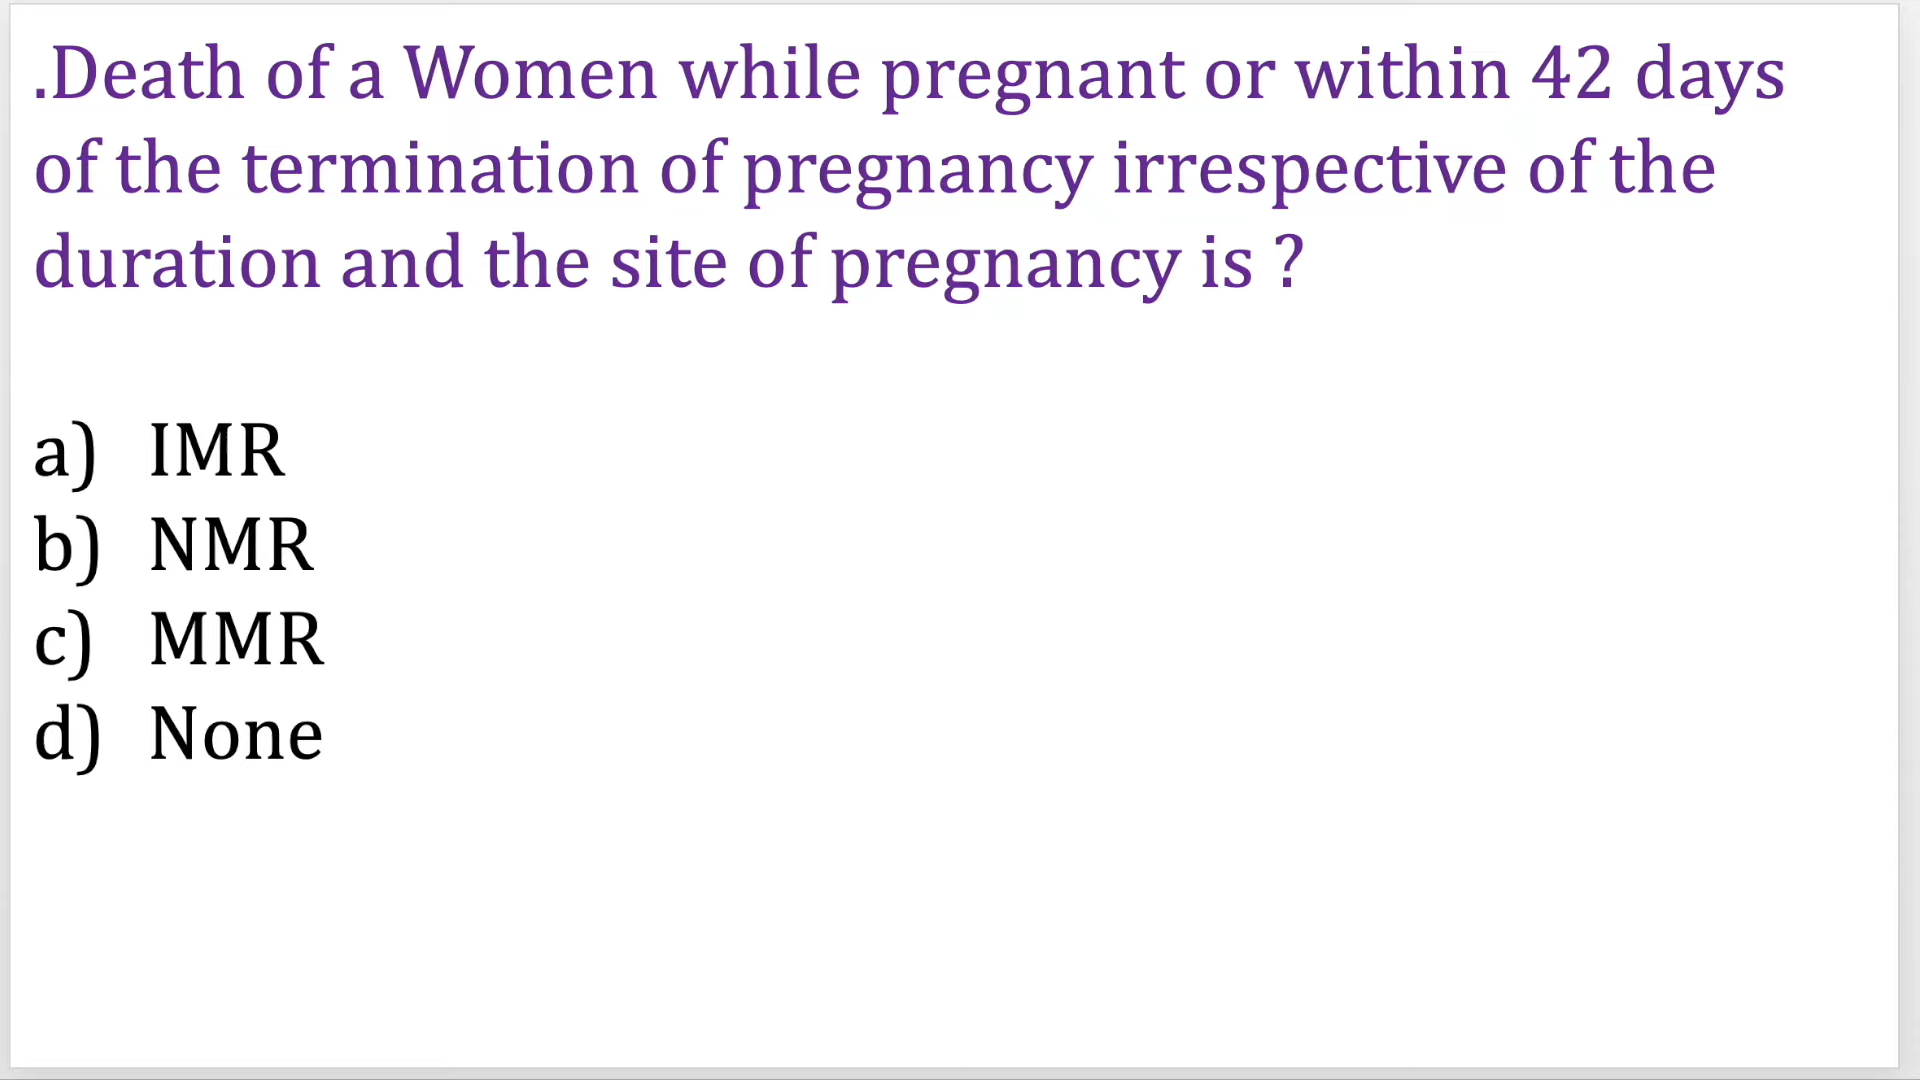 .Death of a Women while pregnant or within 42 days
of the termination of pregnancy irrespective of the
duration and the site of pregnancy is ?
a) IMR
b) NMR
c) MMR
d) None